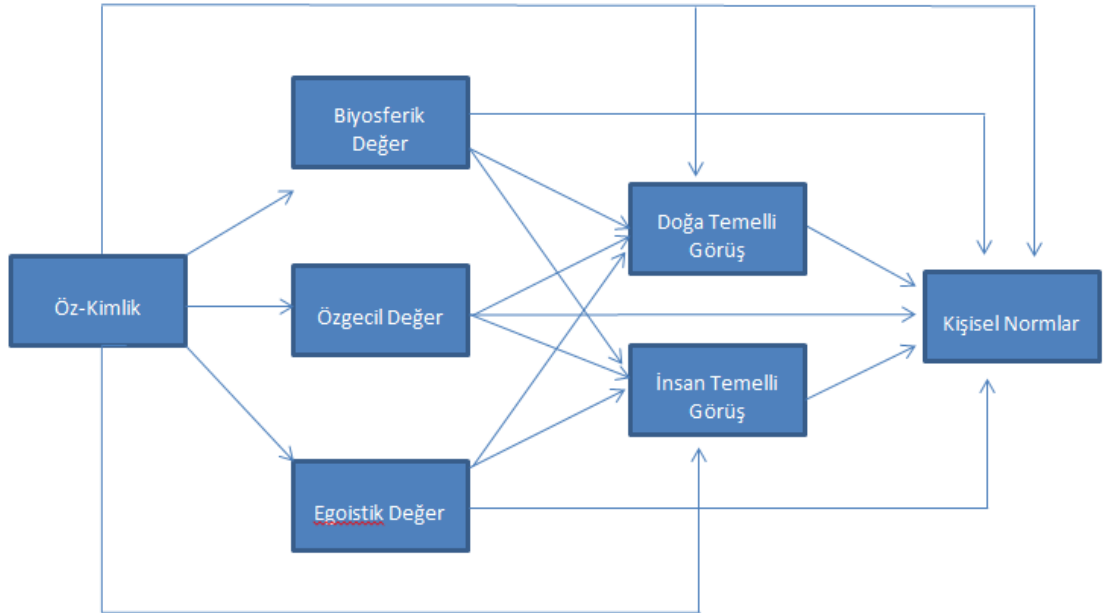 Biyosferik
Değer
Doğa Temelli
Görüş
Öz-Kimlik
Özgecil Değer
Kişisel Normlar
İnsan Temelli
Görüş
Egoistik Değer